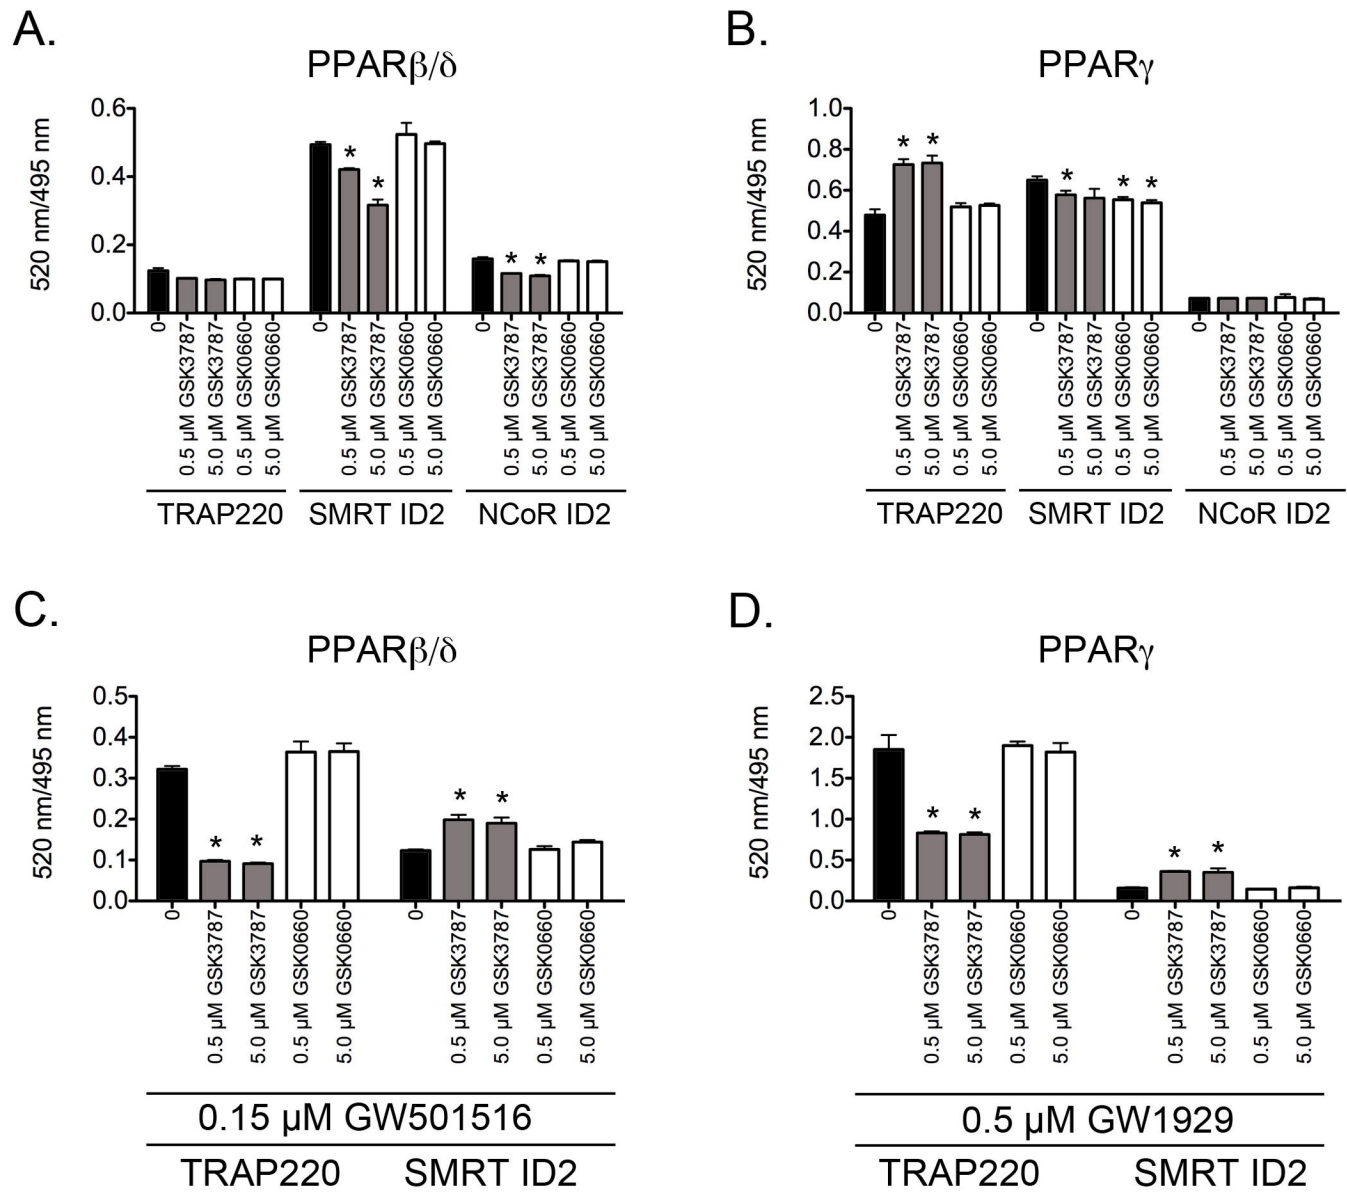 A.
PPARβ/δ
520 nm/495 nm
0.6
0.4
0.2
0.0
* * * *
0
0.5 µM GSK3787
5.0 µM GSK3787
0.5 µM GSK0660
5.0 µM GSK0660
0
0.5 µM GSK3787
5.0 µM GSK3787
0.5 µM GSK0660
5.0 µM GSK0660
0
0.5 µM GSK3787
5.0 µM GSK3787
0.5 µM GSK0660
5.0 µM GSK0660
TRAP220 SMRT ID2 NCoR ID2
B.
PPARγ
520 nm/495 nm
1.0
0.8
0.6
0.4
0.2
0.0
* * * * *
0
0.5 µM GSK3787
5.0 µM GSK3787
0.5 µM GSK0660
5.0 µM GSK0660
0
0.5 µM GSK3787
5.0 µM GSK3787
0.5 µM GSK0660
5.0 µM GSK0660
0
0.5 µM GSK3787
5.0 µM GSK3787
0.5 µM GSK0660
5.0 µM GSK0660
TRAP220 SMRT ID2 NCoR ID2
C.
PPARβ/δ
520 nm/495 nm
0.5
0.4
0.3
0.2
0.1
0.0
* * * *
0
0.5 µM GSK3787
5.0 µM GSK3787
0.5 µM GSK0660
5.0 µM GSK0660
0
0.5 µM GSK3787
5.0 µM GSK3787
0.5 µM GSK0660
5.0 µM GSK0660
0.15 µM GW501516
TRAP220 SMRT ID2
D.
PPARγ
520 nm/495 nm
2.5
2.0
1.5
1.0
0.5
0.0
* * * *
0
0.5 µM GSK3787
5.0 µM GSK3787
0.5 µM GSK0660
5.0 µM GSK0660
0
0.5 µM GSK3787
5.0 µM GSK3787
0.5 µM GSK0660
5.0 µM GSK0660
0.5 µM GW1929
TRAP220 SMRT ID2